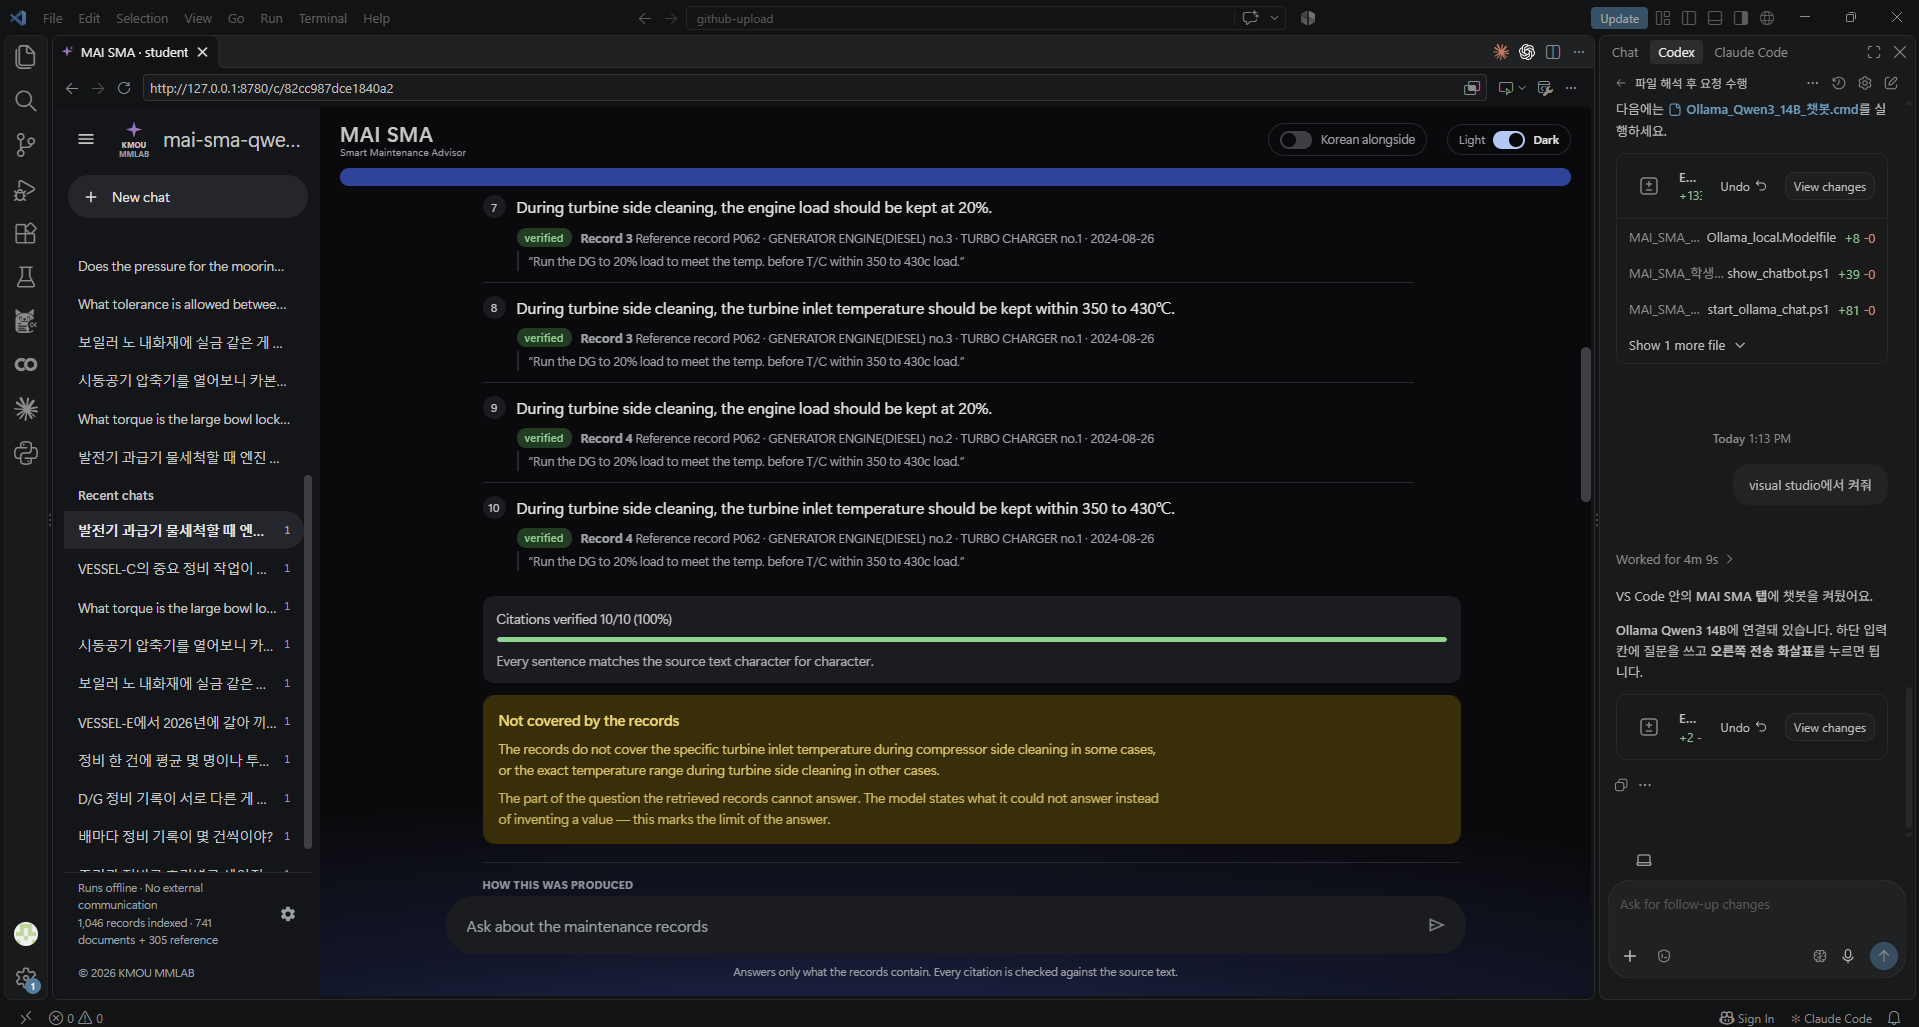 File Edit Selection View Go Run Terminal Help
github-upload
Update
MAI SMA · student
http://127.0.0.1:8780/c/82cc987dce1840a2
KMOU
MMLAB
mai-sma-qwe...
New chat
Does the pressure for the moorin...
What tolerance is allowed betwee...
보일러 노 내화재에 실금 같은 게 ...
시동공기 압축기를 열어보니 카본...
What torque is the large bowl lock...
발전기 과급기 물세척할 때 엔진 ...
Recent chats
발전기 과급기 물세척할 때 엔... 1
VESSEL-C의 중요 정비 작업이 ... 1
What torque is the large bowl lo... 1
시동공기 압축기를 열어보니 카... 1
보일러 노 내화재에 실금 같은 ... 1
VESSEL-E에서 2026년에 갈아 끼... 1
정비 한 건에 평균 몇 명이나 투... 1
D/G 정비 기록이 서로 다른 게 ... 1
배마다 정비 기록이 몇 건씩이야? 1
Runs offline · No external
communication
1,046 records indexed · 741
documents + 305 reference
© 2026 KMOU MMLAB
MAI SMA
Smart Maintenance Advisor
Korean alongside
Light Dark
7 During turbine side cleaning, the engine load should be kept at 20%.
verified Record 3 Reference record P062 · GENERATOR ENGINE(DIESEL) no.3 · TURBO CHARGER no.1 · 2024-08-26
“Run the DG to 20% load to meet the temp. before T/C within 350 to 430c load.”
8 During turbine side cleaning, the turbine inlet temperature should be kept within 350 to 430℃.
verified Record 3 Reference record P062 · GENERATOR ENGINE(DIESEL) no.3 · TURBO CHARGER no.1 · 2024-08-26
“Run the DG to 20% load to meet the temp. before T/C within 350 to 430c load.”
9 During turbine side cleaning, the engine load should be kept at 20%.
verified Record 4 Reference record P062 · GENERATOR ENGINE(DIESEL) no.2 · TURBO CHARGER no.1 · 2024-08-26
“Run the DG to 20% load to meet the temp. before T/C within 350 to 430c load.”
10 During turbine side cleaning, the turbine inlet temperature should be kept within 350 to 430℃.
verified Record 4 Reference record P062 · GENERATOR ENGINE(DIESEL) no.2 · TURBO CHARGER no.1 · 2024-08-26
“Run the DG to 20% load to meet the temp. before T/C within 350 to 430c load.”
Citations verified 10/10 (100%)
Every sentence matches the source text character for character.
Not covered by the records
The records do not cover the specific turbine inlet temperature during compressor side cleaning in some cases,
or the exact temperature range during turbine side cleaning in other cases.
The part of the question the retrieved records cannot answer. The model states what it could not answer instead
of inventing a value — this marks the limit of the answer.
HOW THIS WAS PRODUCED
Ask about the maintenance records
Answers only what the records contain. Every citation is checked against the source text.
Chat Codex Claude Code
파일 해석 후 요청 수행
다음에는 Ollama_Qwen3_14B_챗봇.cmd를 실
행하세요.
E...
+13
Undo View changes
MAI_SMA_... Ollama_local.Modelfile +8 -0
MAI_SMA_학생... show_chatbot.ps1 +39 -0
MAI_SMA_... start_ollama_chat.ps1 +81 -0
Show 1 more file
Today 1:13 PM
visual studio에서 켜줘
Worked for 4m 9s
VS Code 안의 MAI SMA 탭에 챗봇을 켜뒀어요.
Ollama Qwen3 14B에 연결돼 있습니다. 하단 입력
칸에 질문을 쓰고 오른쪽 전송 화살표를 누르면 됩
니다.
E...
+2 -
Undo View changes
Ask for follow-up changes
1
0 0
Sign In Claude Code